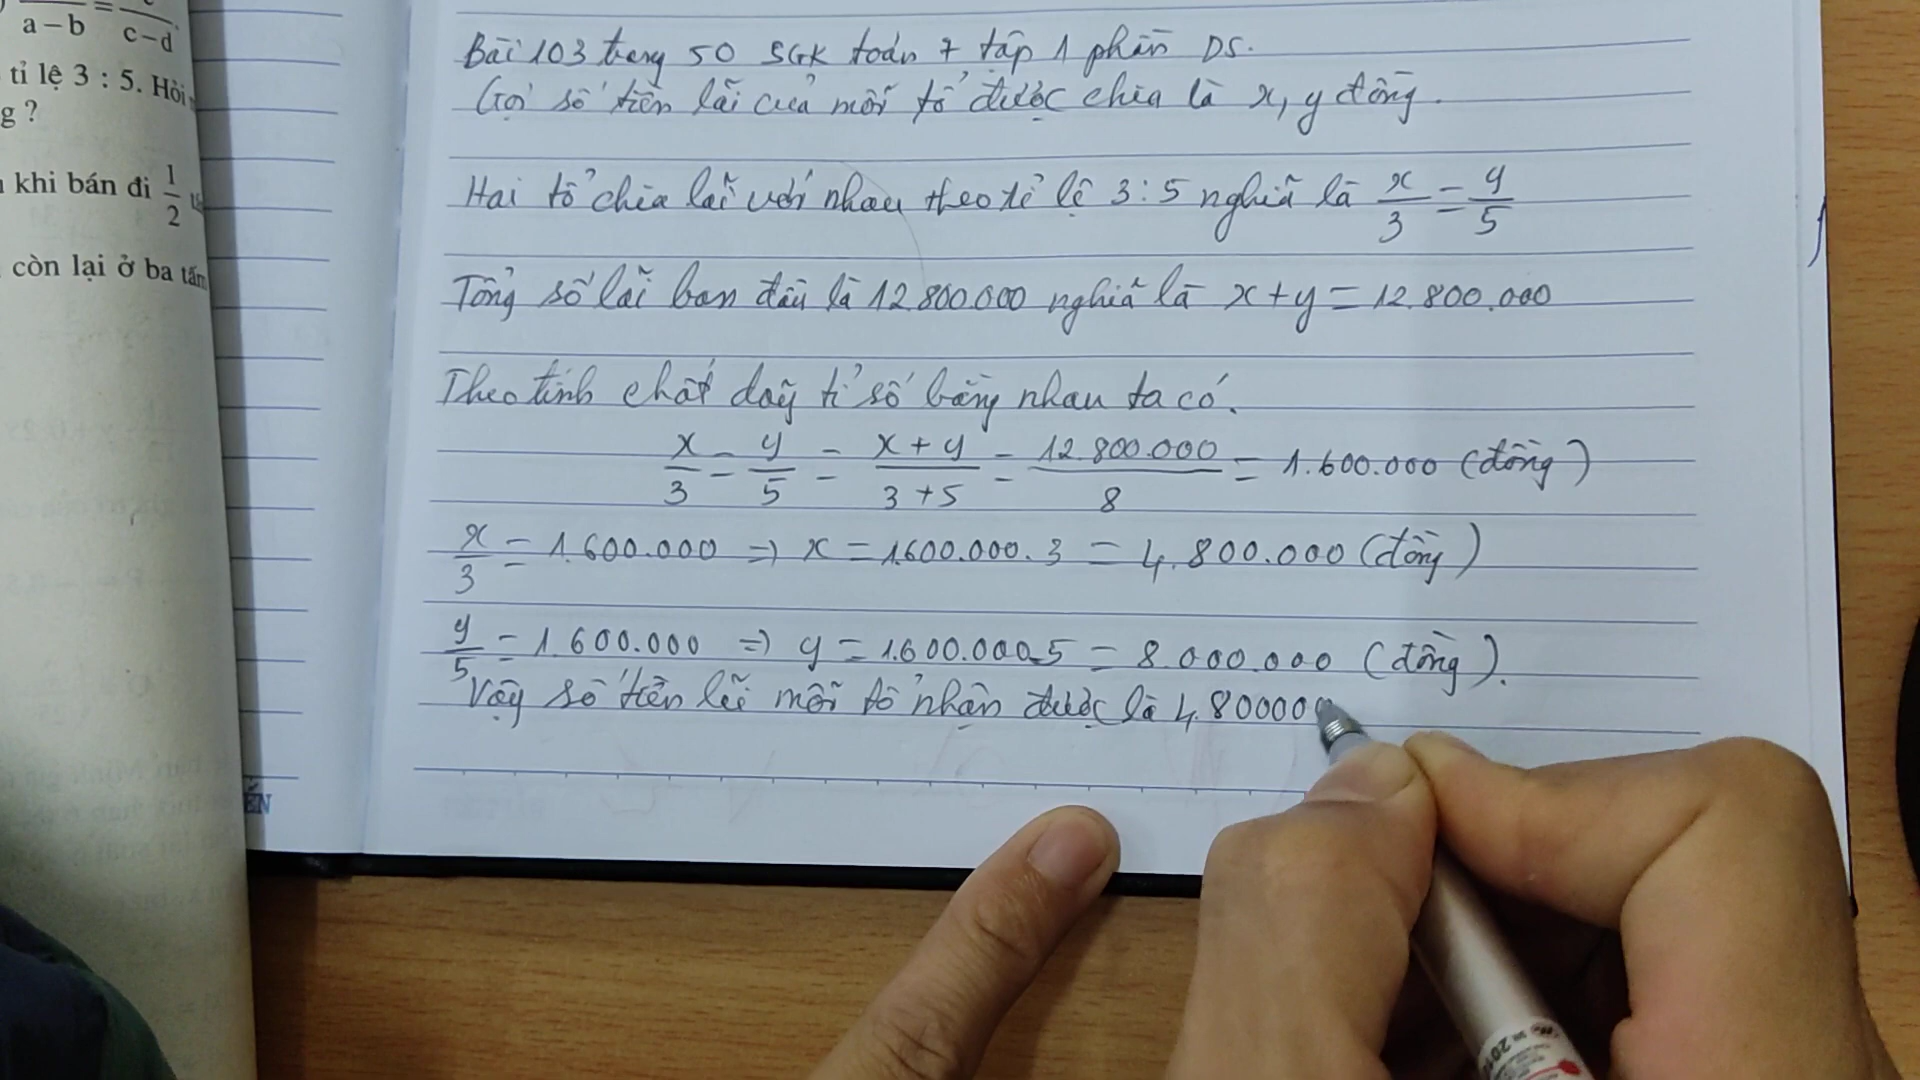 a – b = c – d
tỉ lệ 3 : 5. Hỏi
g ?
khi bán đi 1/2
còn lại ở ba tấm
Bài 103 trang 50 SGK toán 7 tập 1 phần DS.
Gọi số tiền lãi của mỗi tổ được chia là x, y đồng.
Hai tổ chia lãi với nhau theo tỉ lệ 3 : 5 nghĩa là x/3 = y/5
Tổng số lãi ban đầu là 12.800.000 nghĩa là x + y = 12.800.000
Theo tính chất dãy tỉ số bằng nhau ta có.
x/3 = y/5 = (x + y)/(3 + 5) = 12.800.000/8 = 1.600.000 (đồng)
x/3 = 1.600.000 => x = 1.600.000.3 = 4.800.000 (đồng)
y/5 = 1.600.000 => y = 1.600.000.5 = 8.000.000 (đồng).
Vậy số tiền lãi mỗi tổ nhận được là 4.80000
ẾN